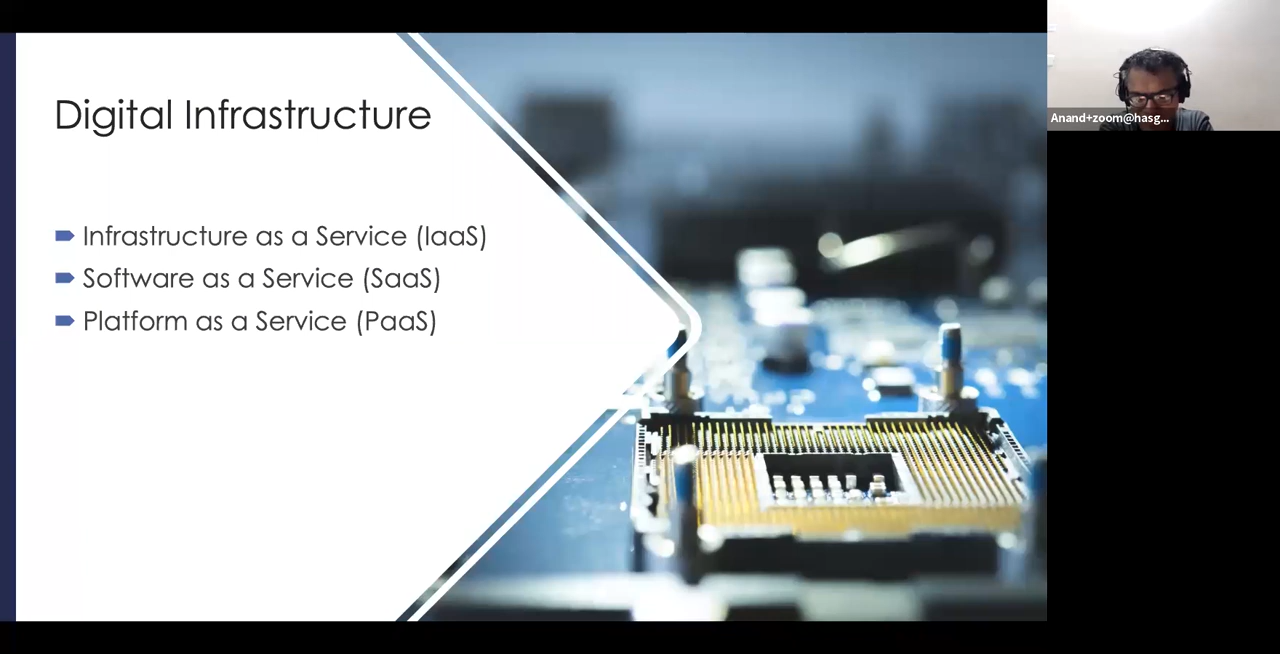 Digital Infrastructure
Infrastructure as a Service (IaaS)
Software as a Service (SaaS)
Platform as a Service (PaaS)
Anand+zoom@hasg...